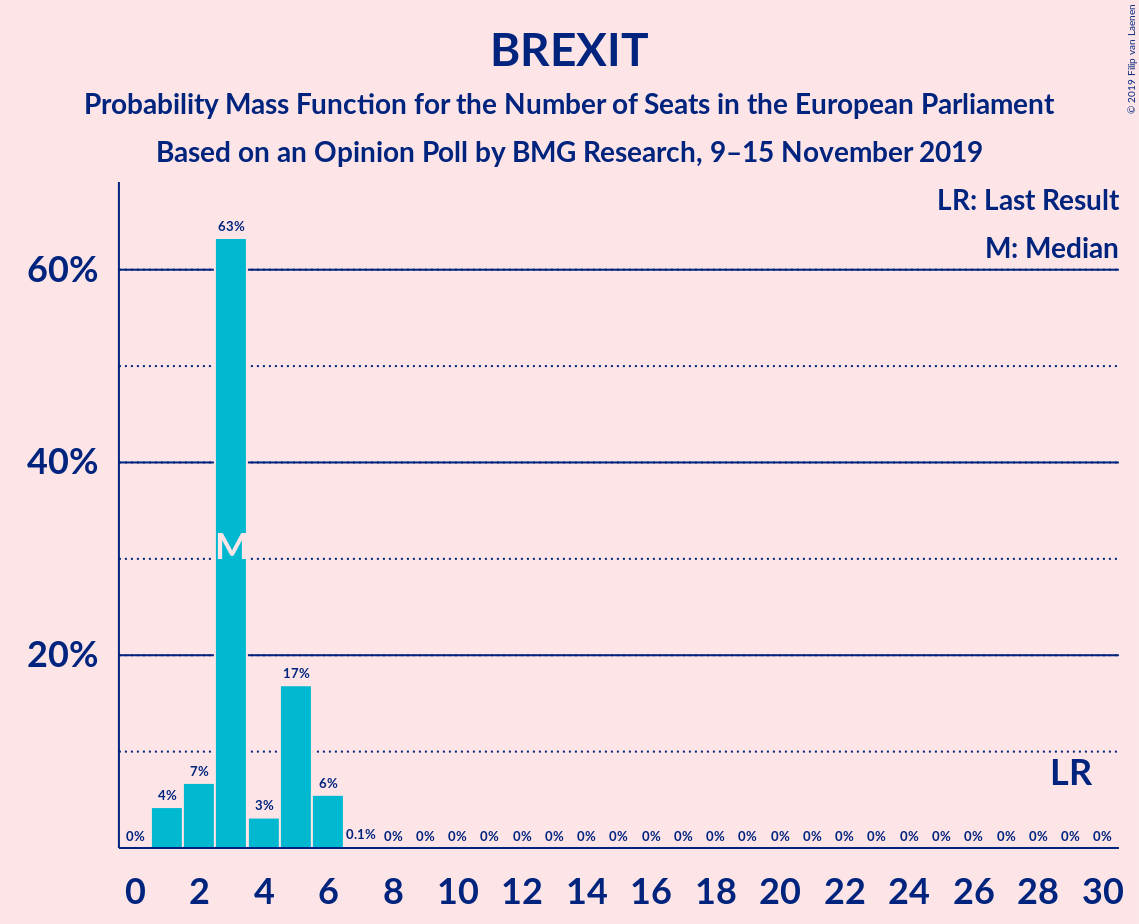 BREXIT
Probability Mass Function for the Number of Seats in the European Parliament
Based on an Opinion Poll by BMG Research, 9–15 November 2019
© 2019 Filip van Laenen
LR: Last Result
M: Median
60%
40%
20%
0% 4% 7% 63% 3% 17% 6% 0.1% 0% 0% 0% 0% 0% 0% 0% 0% 0% 0% 0% 0% 0% 0% 0% 0% 0% 0% 0% 0% 0% 0% 0%
M
LR
0 2 4 6 8 10 12 14 16 18 20 22 24 26 28 30